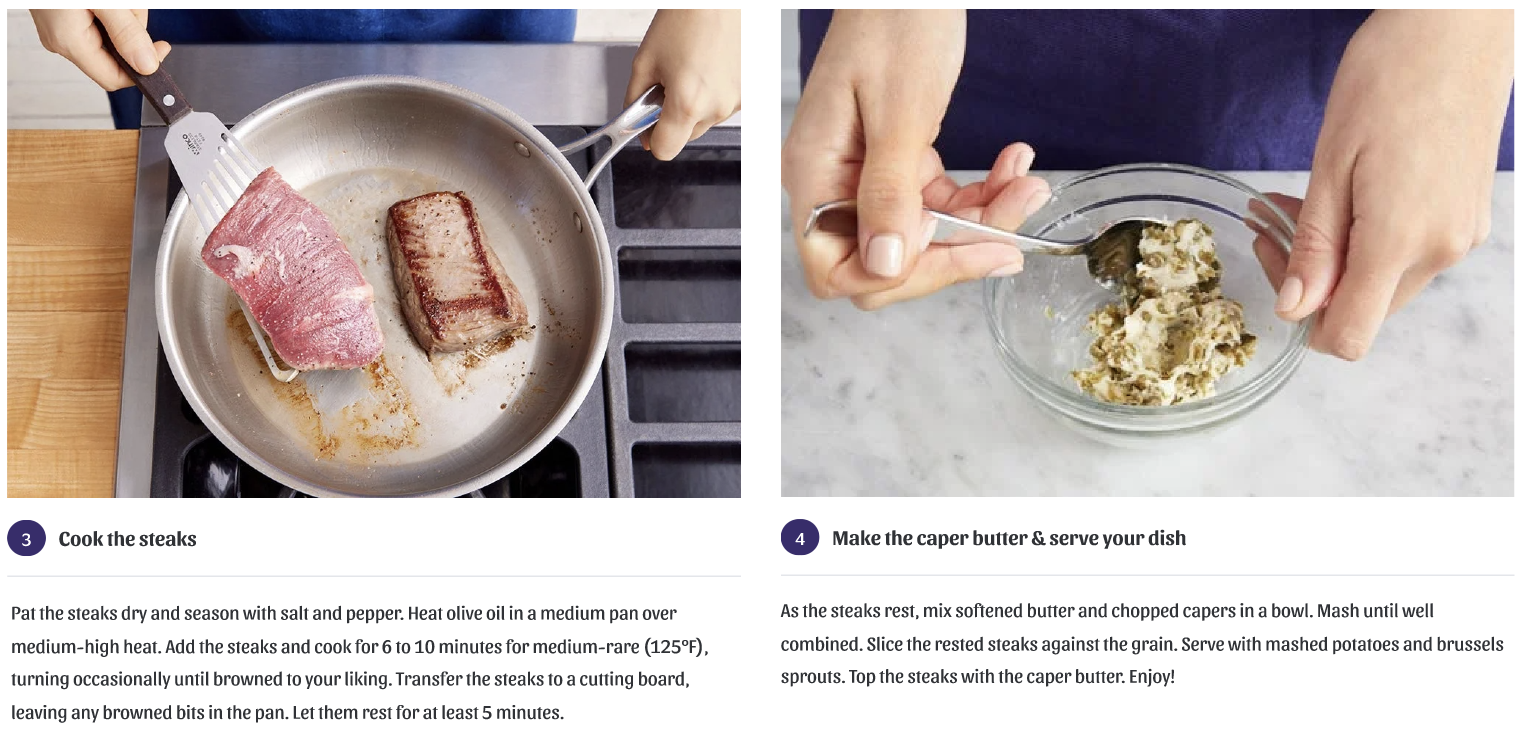 3 Cook the steaks
Pat the steaks dry and season with salt and pepper. Heat olive oil in a medium pan over
medium-high heat. Add the steaks and cook for 6 to 10 minutes for medium-rare (125°F),
turning occasionally until browned to your liking. Transfer the steaks to a cutting board,
leaving any browned bits in the pan. Let them rest for at least 5 minutes.
4 Make the caper butter & serve your dish
As the steaks rest, mix softened butter and chopped capers in a bowl. Mash until well
combined. Slice the rested steaks against the grain. Serve with mashed potatoes and brussels
sprouts. Top the steaks with the caper butter. Enjoy!